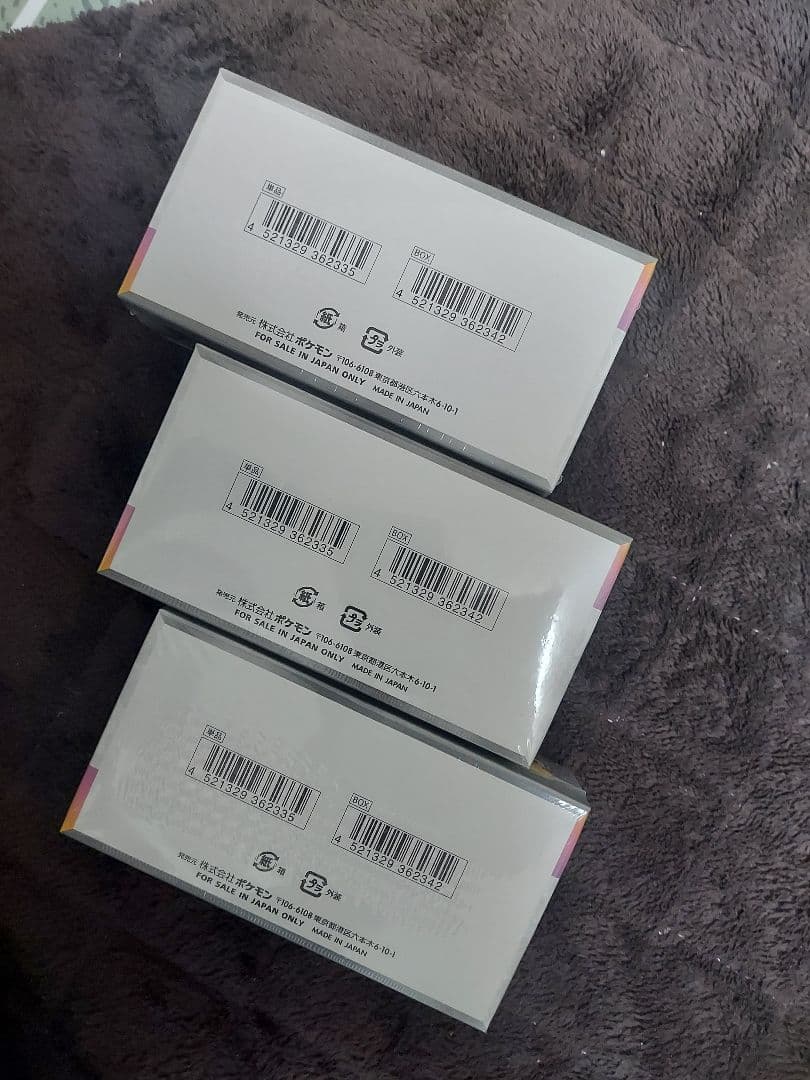 単品
4 521329 362335
BOX
4 521329 362342
紙 箱
プラ 外装
発売元 株式会社ポケモン 〒106-6108 東京都港区六本木6-10-1
FOR SALE IN JAPAN ONLY MADE IN JAPAN
単品
4 521329 362335
BOX
4 521329 362342
紙 箱
プラ 外装
発売元 株式会社ポケモン 〒106-6108 東京都港区六本木6-10-1
FOR SALE IN JAPAN ONLY MADE IN JAPAN
単品
4 521329 362335
BOX
4 521329 362342
紙 箱
プラ 外装
発売元 株式会社ポケモン 〒106-6108 東京都港区六本木6-10-1
FOR SALE IN JAPAN ONLY MADE IN JAPAN